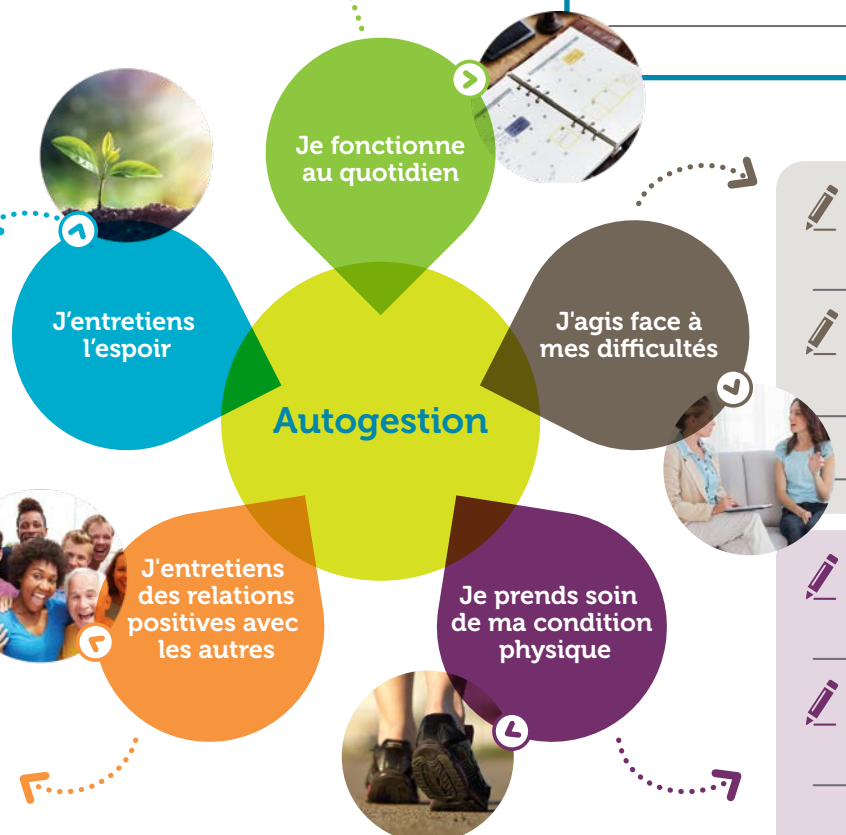 Je fonctionne
au quotidien
J’entretiens
l’espoir
J'agis face à
mes difficultés
Autogestion
J'entretiens
des relations
positives avec
les autres
Je prends soin
de ma condition
physique